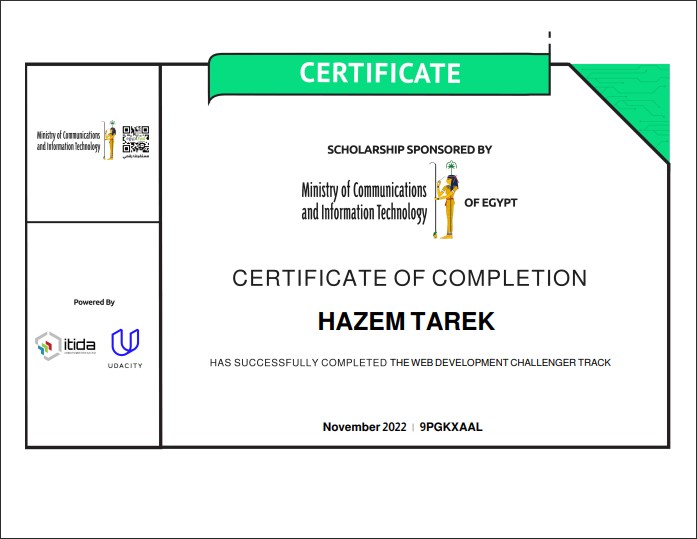 CERTIFICATE
Ministry of Communications
and Information Technology
SCHOLARSHIP SPONSORED BY
Ministry of Communications
and Information Technology
OF EGYPT
CERTIFICATE OF COMPLETION
HAZEM TAREK
HAS SUCCESSFULLY COMPLETED THE WEB DEVELOPMENT CHALLENGER TRACK
Powered By
itida
UDACITY
November 2022 | 9PGKXAAL